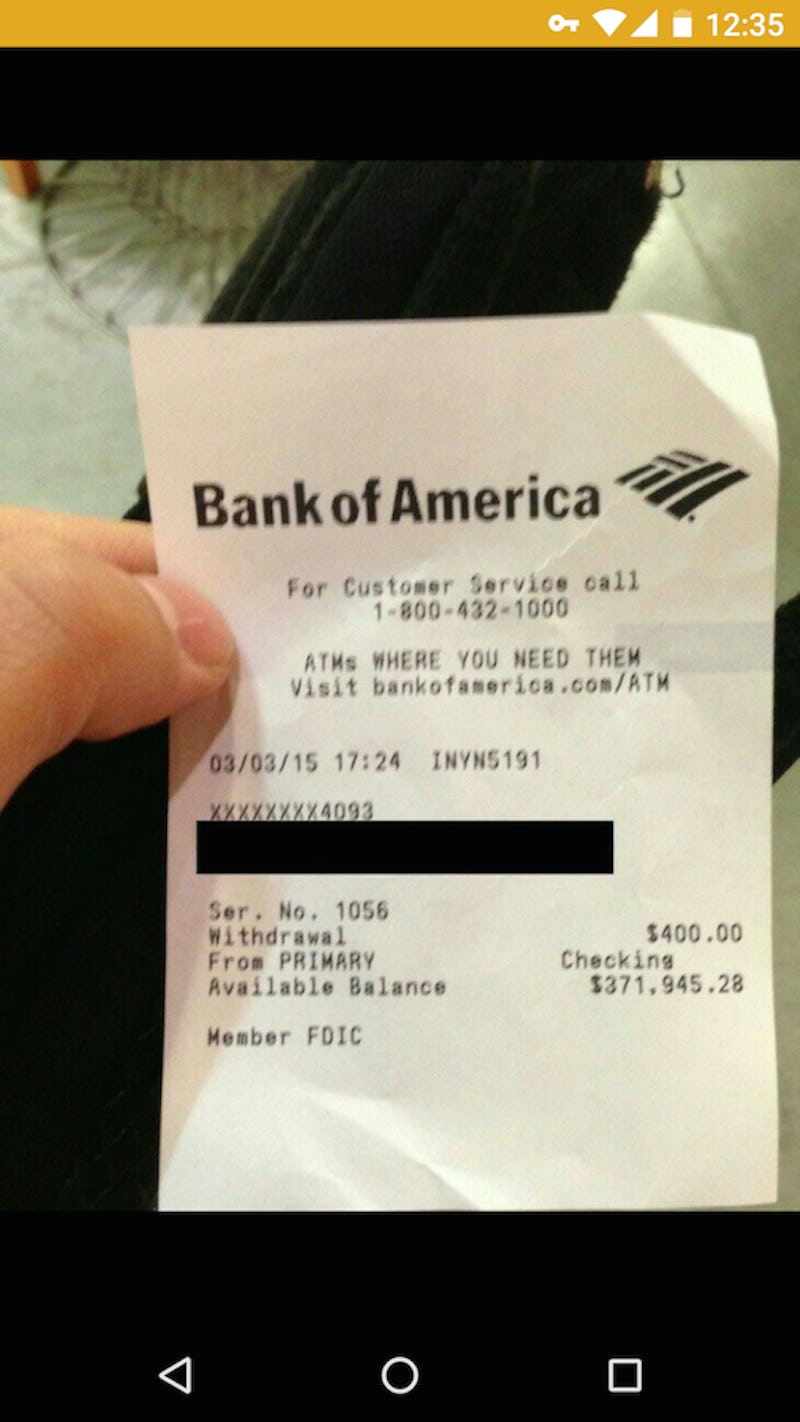 12:35
Bank of America
For Customer Service call
1-800-432-1000
ATMs WHERE YOU NEED THEM
Visit bankofamerica.com/ATM
03/03/15 17:24 INYN5191
XXXXXXXX4093
Ser. No. 1056
Withdrawal $400.00
From PRIMARY Checking
Available Balance $371,945.28
Member FDIC